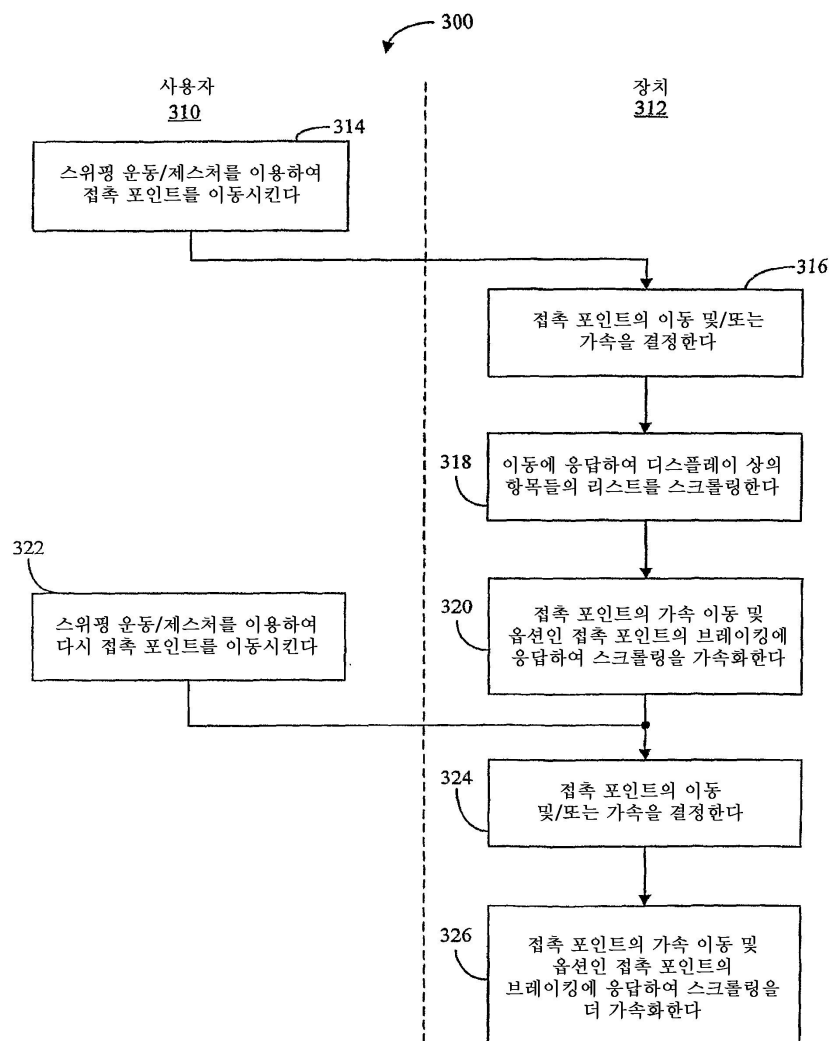 300
사용자
310
장치
312
314
스위핑 운동/제스처를 이용하여
접촉 포인트를 이동시킨다
316
접촉 포인트의 이동 및/또는
가속을 결정한다
318
이동에 응답하여 디스플레이 상의
항목들의 리스트를 스크롤링한다
320
접촉 포인트의 가속 이동 및
옵션인 접촉 포인트의 브레이킹에
응답하여 스크롤링을 가속화한다
322
스위핑 운동/제스처를 이용하여
다시 접촉 포인트를 이동시킨다
324
접촉 포인트의 이동
및/또는 가속을 결정한다
326
접촉 포인트의 가속 이동 및
옵션인 접촉 포인트의
브레이킹에 응답하여 스크롤링을
더 가속화한다